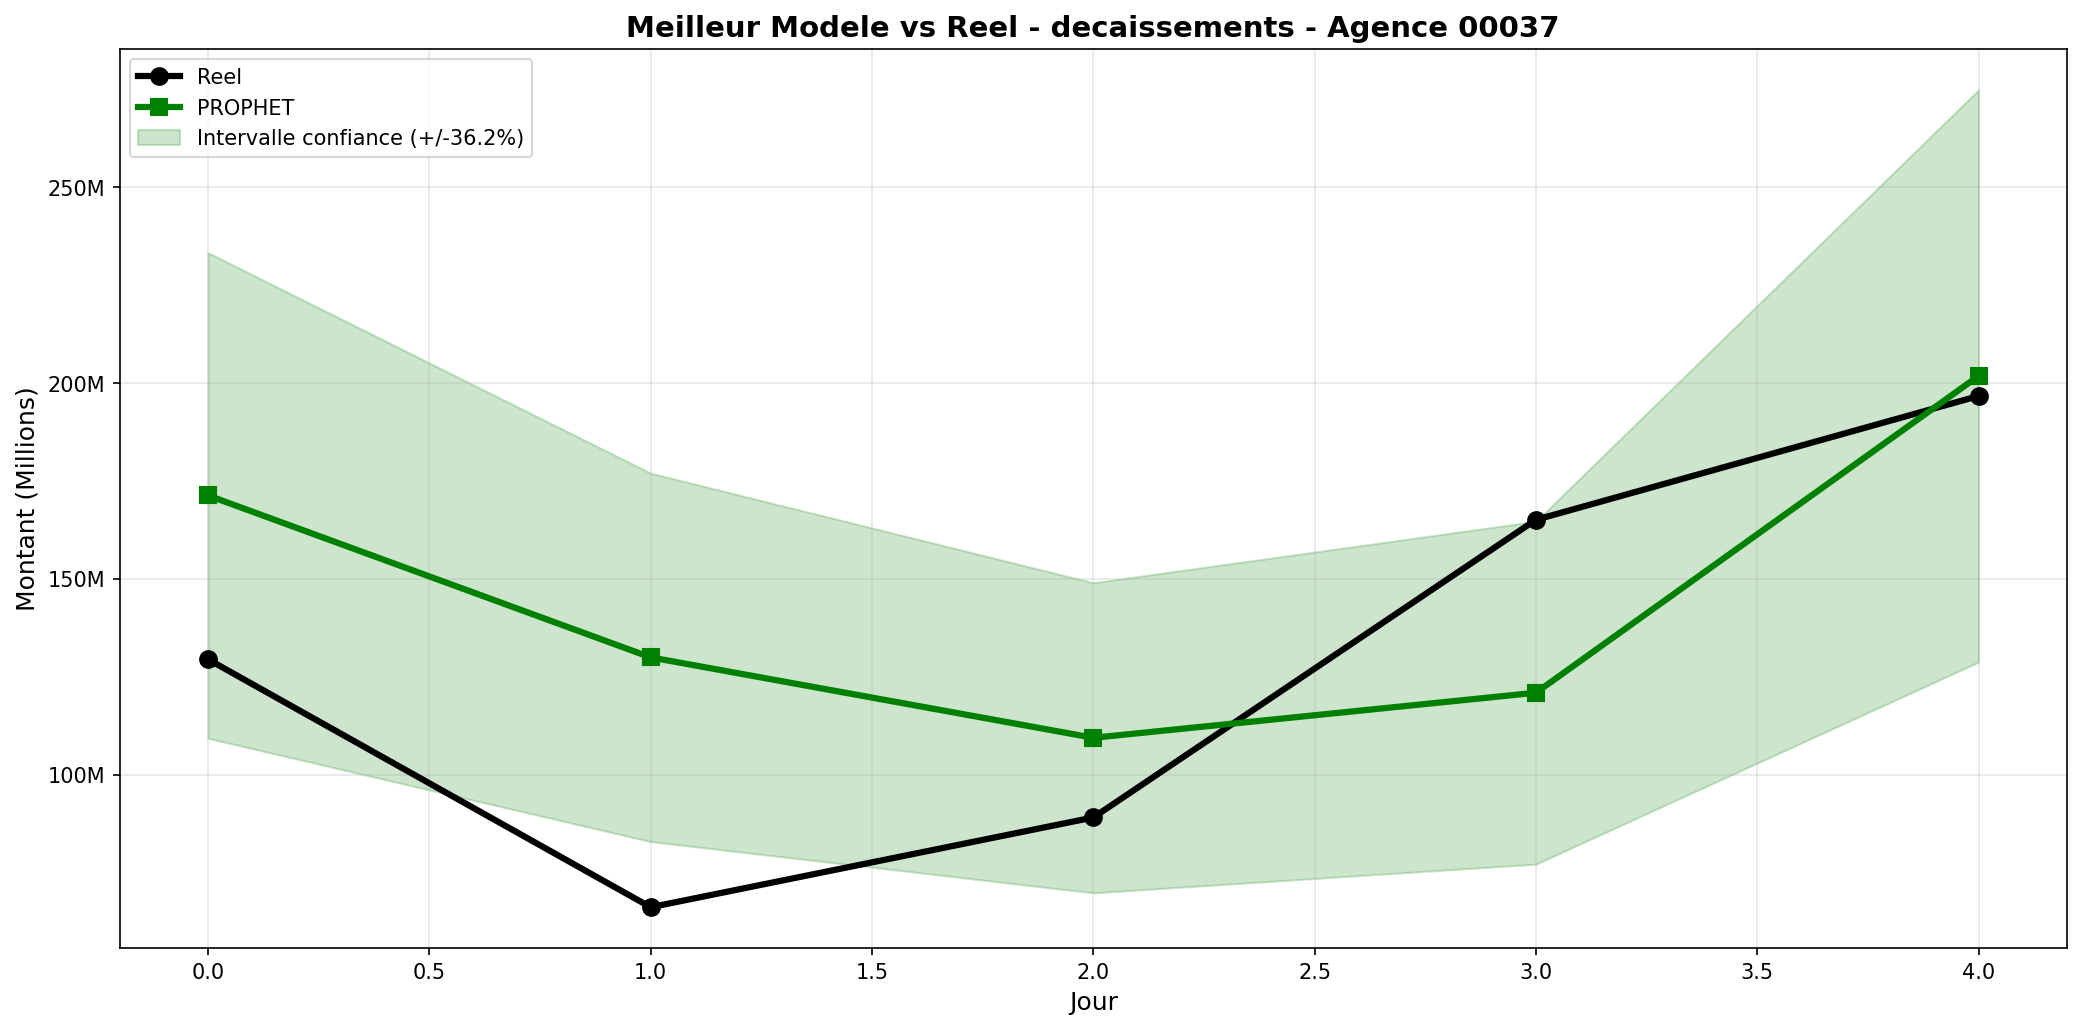 Meilleur Modele vs Reel - decaissements - Agence 00037
Reel
PROPHET
Intervalle confiance (+/-36.2%)
Montant (Millions)
250M
200M
150M
100M
0.0 0.5 1.0 1.5 2.0 2.5 3.0 3.5 4.0
Jour